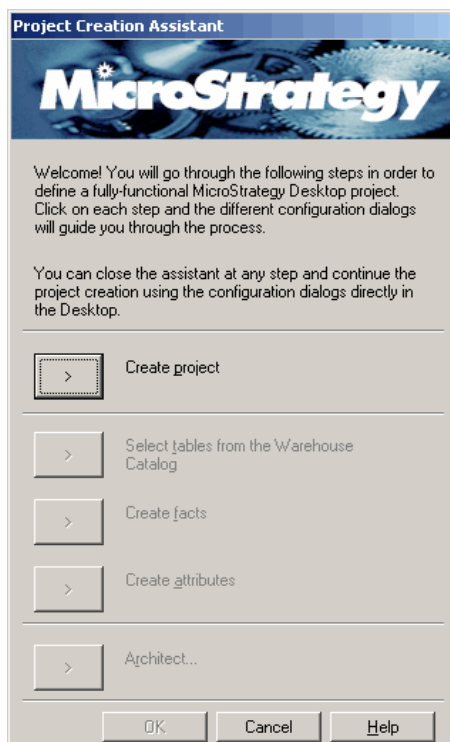 Project Creation Assistant
MicroStrategy
Welcome! You will go through the following steps in order to
define a fully-functional MicroStrategy Desktop project.
Click on each step and the different configuration dialogs
will guide you through the process.
You can close the assistant at any step and continue the
project creation using the configuration dialogs directly in
the Desktop.
> Create project
> Select tables from the Warehouse
Catalog
> Create facts
> Create attributes
> Architect...
OK Cancel Help